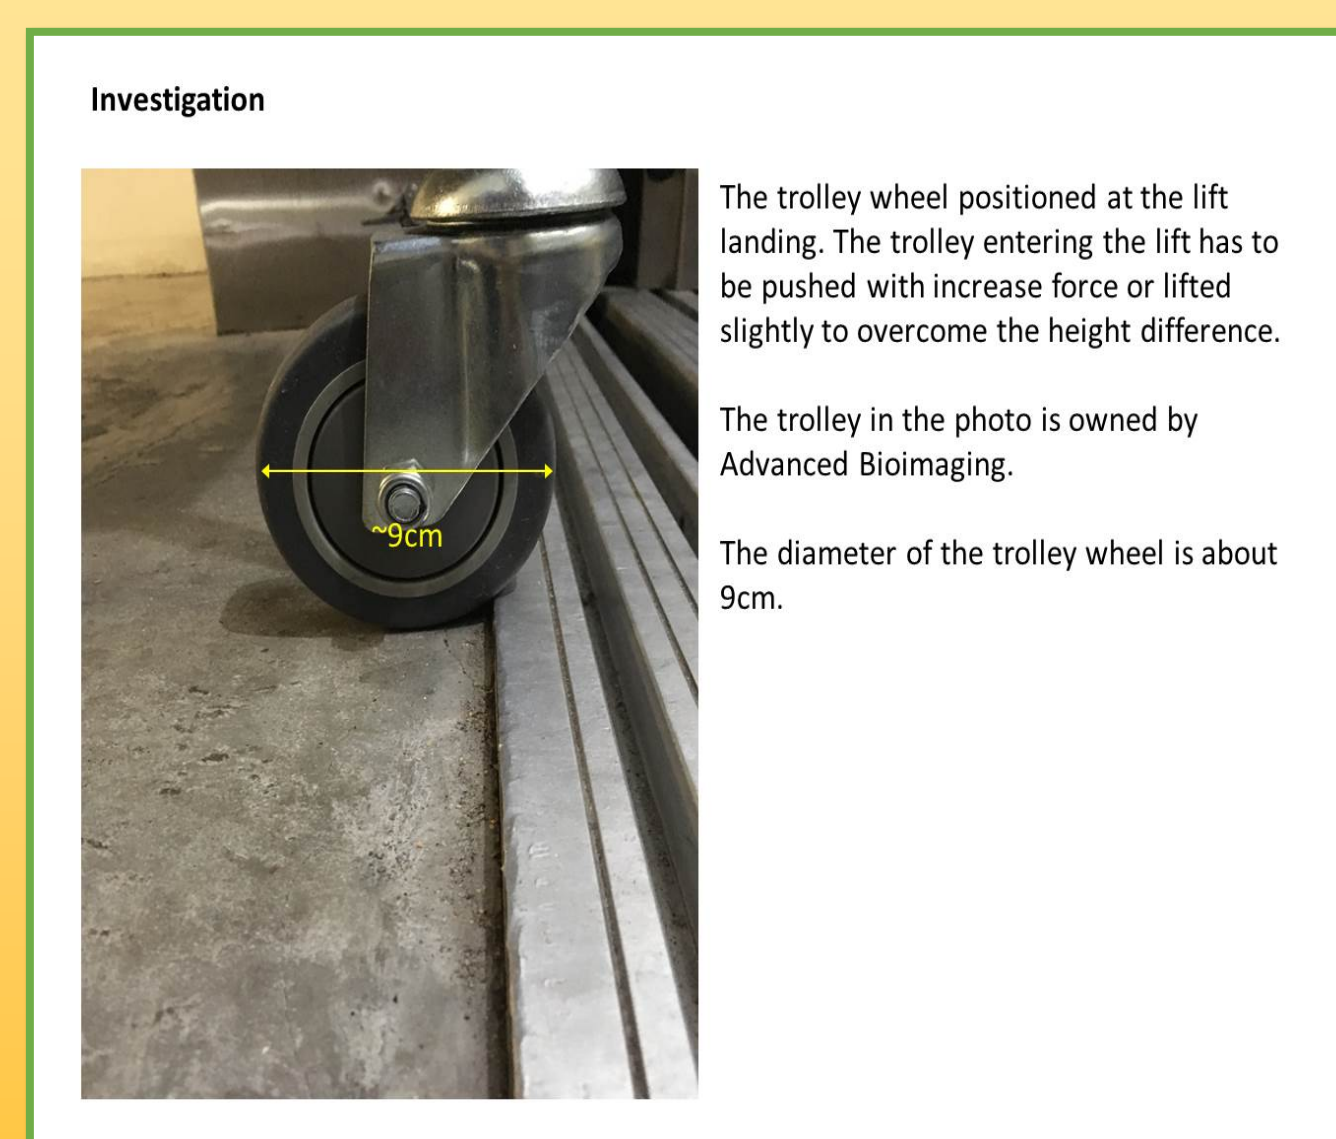 Investigation
The trolley wheel positioned at the lift
landing. The trolley entering the lift has to
be pushed with increase force or lifted
slightly to overcome the height difference.
The trolley in the photo is owned by
Advanced Bioimaging.
The diameter of the trolley wheel is about
9cm.
~9cm